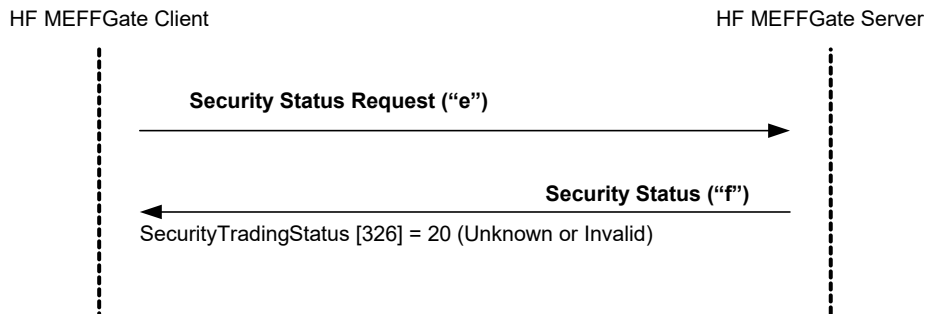 HF MEFFGate Client
HF MEFFGate Server
Security Status Request (“e”)
Security Status (“f”)
SecurityTradingStatus [326] = 20 (Unknown or Invalid)